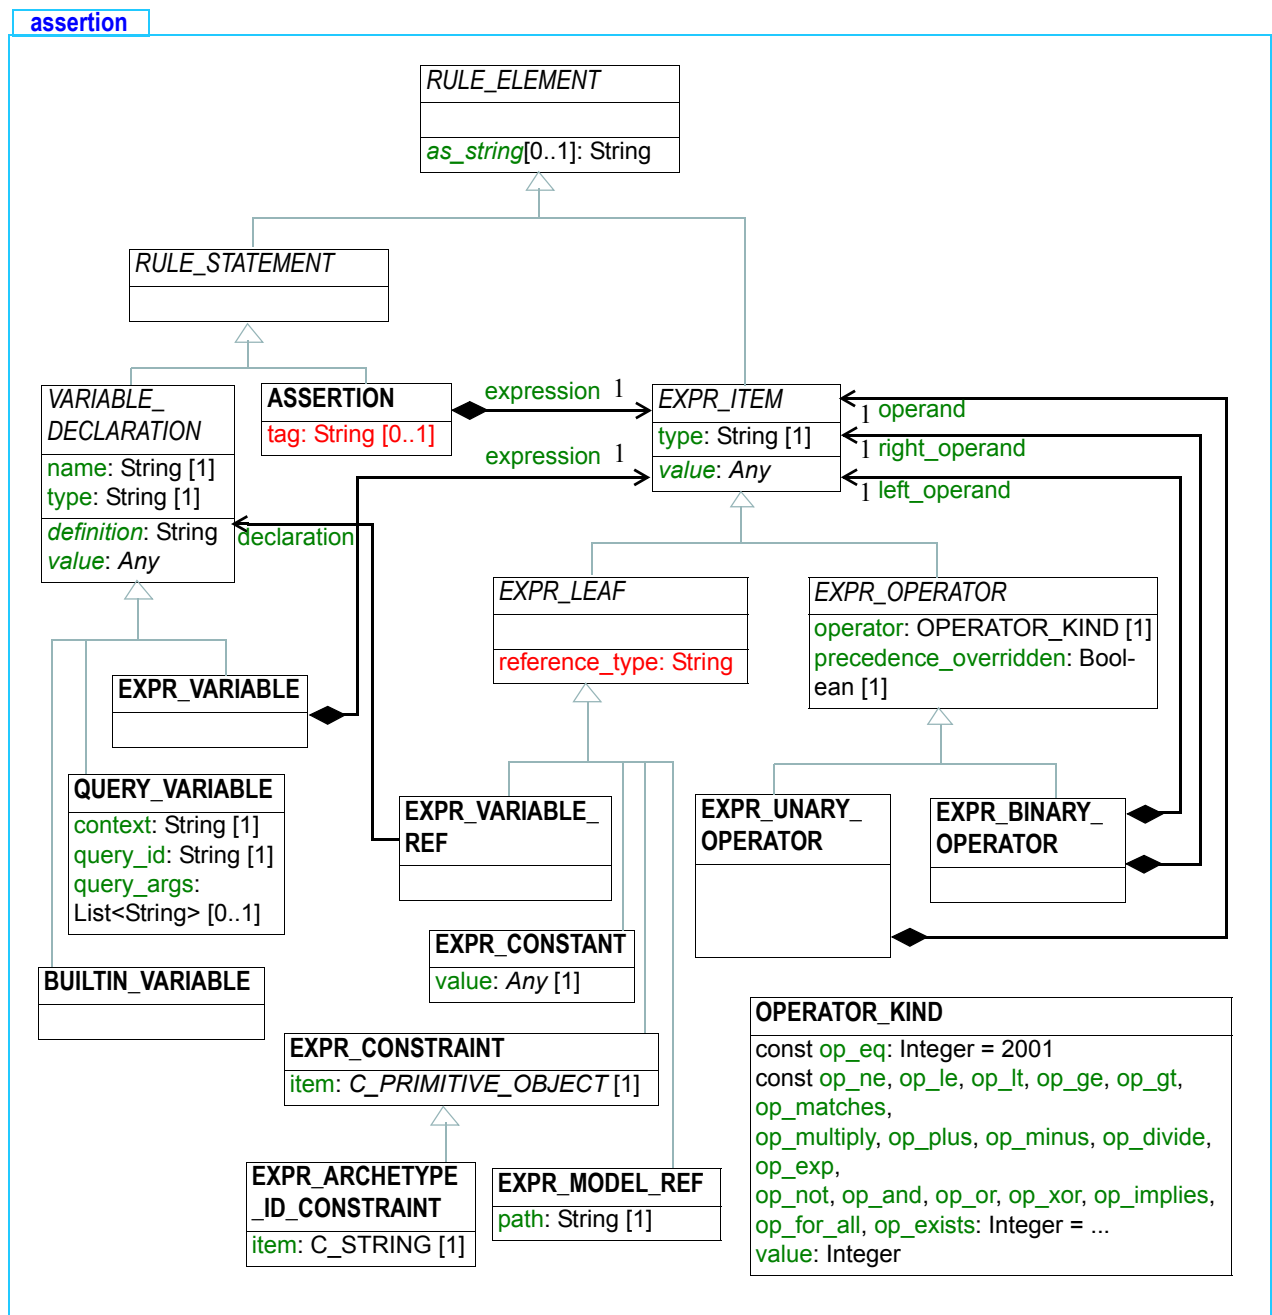 assertion
RULE_ELEMENT
as_string[0..1]: String
RULE_STATEMENT
VARIABLE_
DECLARATION
name: String [1]
type: String [1]
definition: String
value: Any
ASSERTION
tag: String [0..1]
expression 1
expression 1
declaration
EXPR_ITEM
type: String [1]
value: Any
1 operand
1 right_operand
1 left_operand
EXPR_LEAF
reference_type: String
EXPR_OPERATOR
operator: OPERATOR_KIND [1]
precedence_overridden: Bool-
ean [1]
EXPR_VARIABLE
QUERY_VARIABLE
context: String [1]
query_id: String [1]
query_args:
List<String> [0..1]
BUILTIN_VARIABLE
EXPR_VARIABLE_
REF
EXPR_UNARY_
OPERATOR
EXPR_BINARY_
OPERATOR
EXPR_CONSTANT
value: Any [1]
EXPR_CONSTRAINT
item: C_PRIMITIVE_OBJECT [1]
EXPR_ARCHETYPE
_ID_CONSTRAINT
item: C_STRING [1]
EXPR_MODEL_REF
path: String [1]
OPERATOR_KIND
const op_eq: Integer = 2001
const op_ne, op_le, op_lt, op_ge, op_gt,
op_matches,
op_multiply, op_plus, op_minus, op_divide,
op_exp,
op_not, op_and, op_or, op_xor, op_implies,
op_for_all, op_exists: Integer = ...
value: Integer